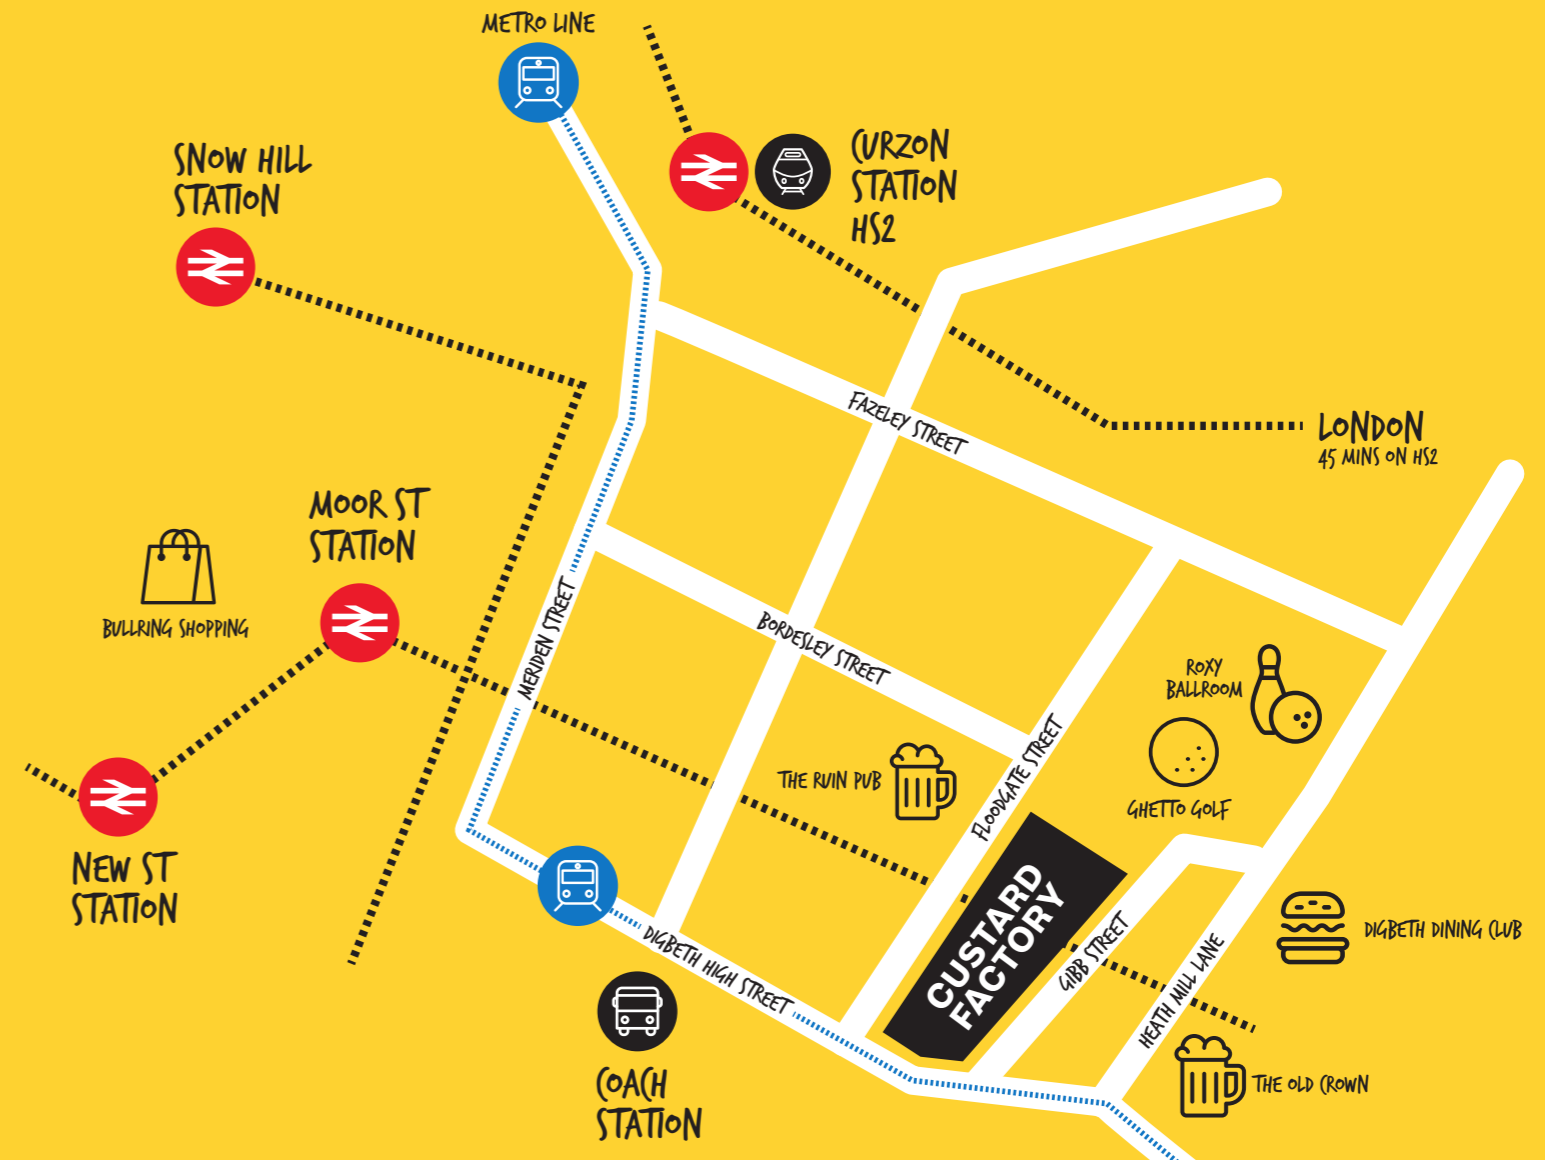 METRO LINE
SNOW HILL
STATION
CURZON
STATION
HS2
FAZELEY STREET
LONDON
45 MINS ON HS2
MOOR ST
STATION
BULLRING SHOPPING
MERIDEN STREET
BORDESLEY STREET
ROXY
BALLROOM
THE RUIN PUB
FLOODGATE STREET
GHETTO GOLF
NEW ST
STATION
CUSTARD
FACTORY
GIBB STREET
HEATH MILL LANE
DIGBETH DINING CLUB
DIGBETH HIGH STREET
COACH
STATION
THE OLD CROWN